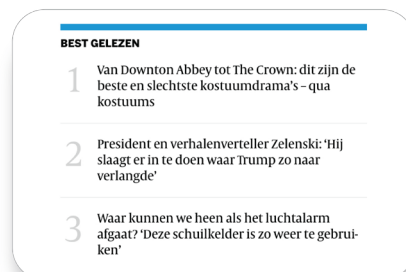 BEST GELEZEN
1
Van Downton Abbey tot The Crown: dit zijn de
beste en slechtste kostuumdrama's – qua
kostuums
2
President en verhalenverteller Zelenski: 'Hij
slaagt er in te doen waar Trump zo naar
verlangde'
3
Waar kunnen we heen als het luchtalarm
afgaat? 'Deze schuilkelder is zo weer te gebrui-
ken'